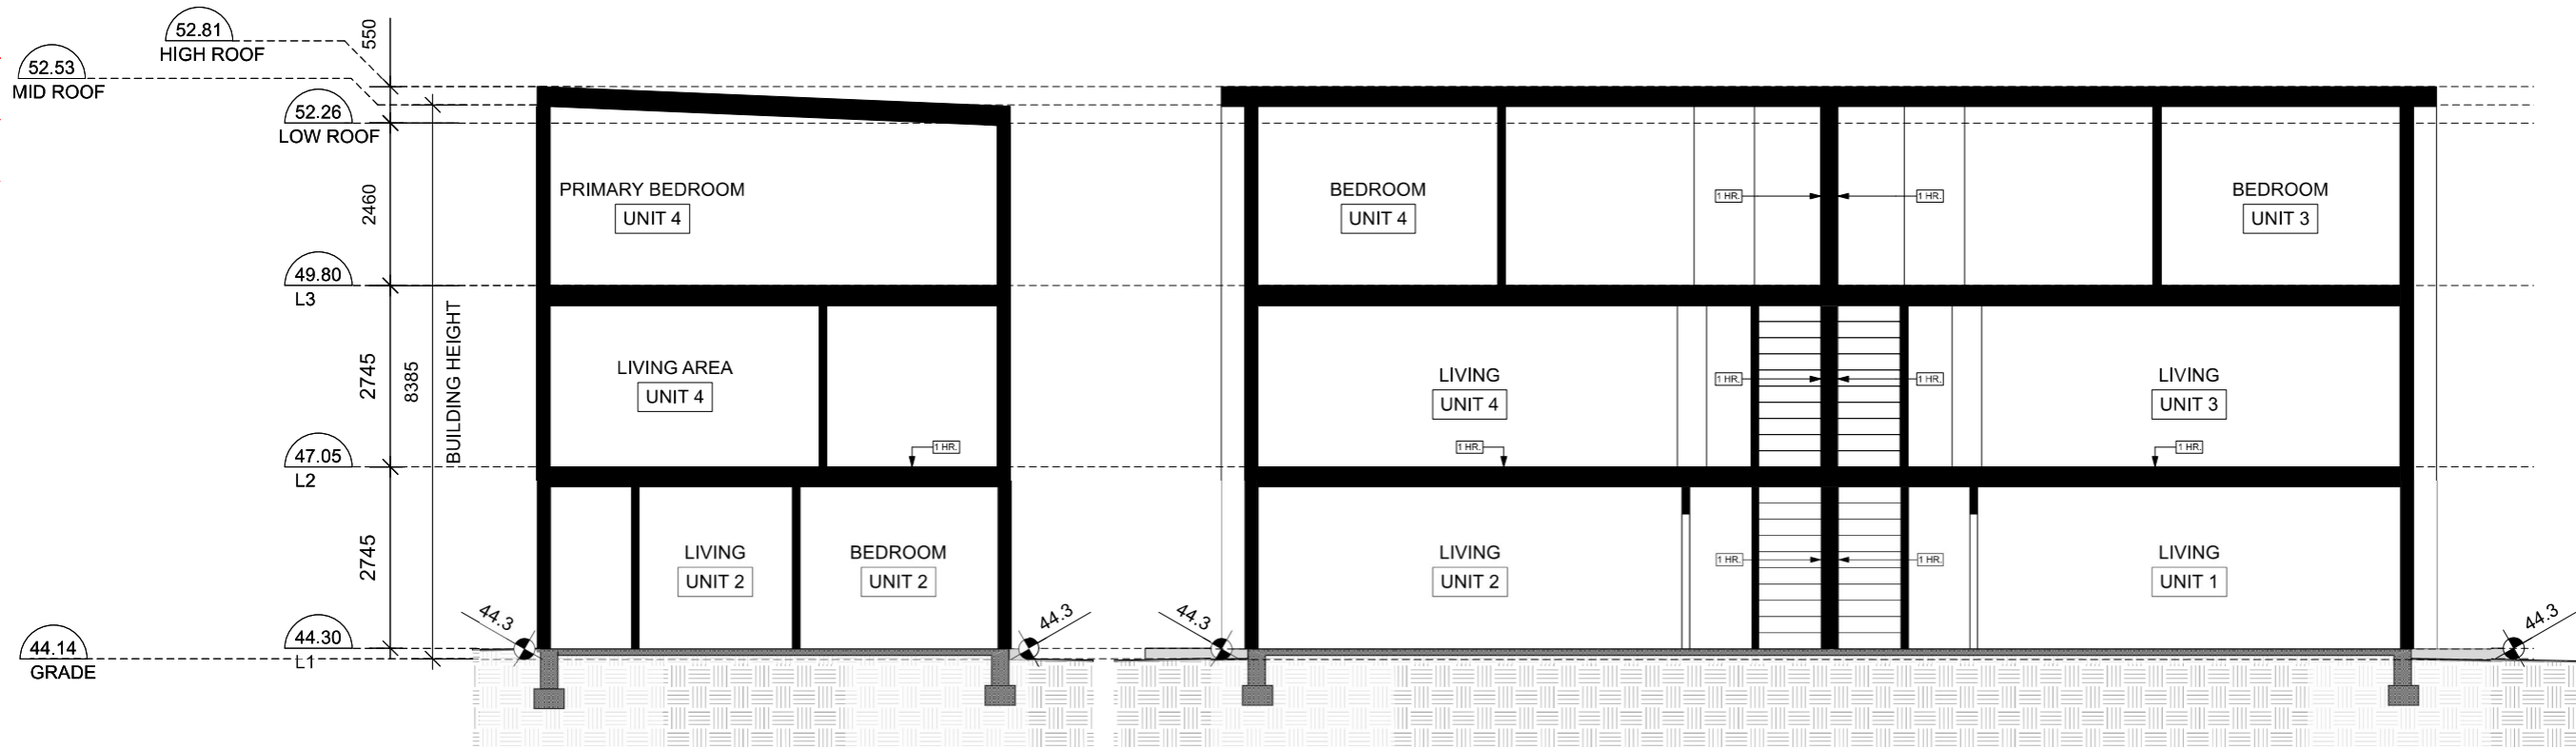 52.81
HIGH ROOF
550
52.53
MID ROOF
52.26
LOW ROOF
2460
49.80
L3
2745
8385
BUILDING HEIGHT
47.05
L2
2745
44.30
L1
44.14
GRADE
PRIMARY BEDROOM
UNIT 4
LIVING AREA
UNIT 4
1 HR.
LIVING
UNIT 2
BEDROOM
UNIT 2
44.3
44.3
BEDROOM
UNIT 4
1 HR.
1 HR.
BEDROOM
UNIT 3
LIVING
UNIT 4
1 HR.
1 HR.
LIVING
UNIT 3
1 HR.
1 HR.
LIVING
UNIT 2
1 HR.
1 HR.
LIVING
UNIT 1
44.3
44.3